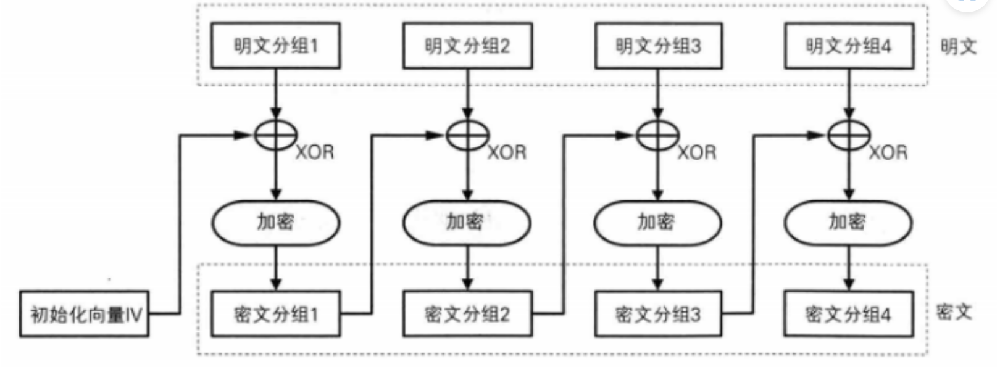 明文分组1
明文分组2
明文分组3
明文分组4
明文
XOR
XOR
XOR
XOR
加密
加密
加密
加密
初始化向量IV
密文分组1
密文分组2
密文分组3
密文分组4
密文